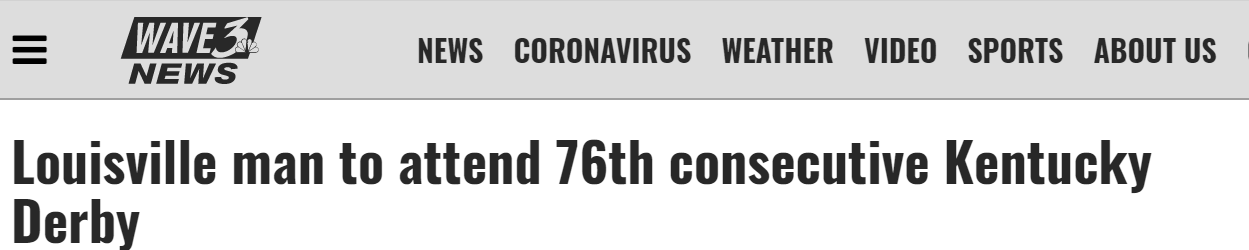 WAVE 3
NEWS
NEWS CORONAVIRUS WEATHER VIDEO SPORTS ABOUT US
Louisville man to attend 76th consecutive Kentucky
Derby